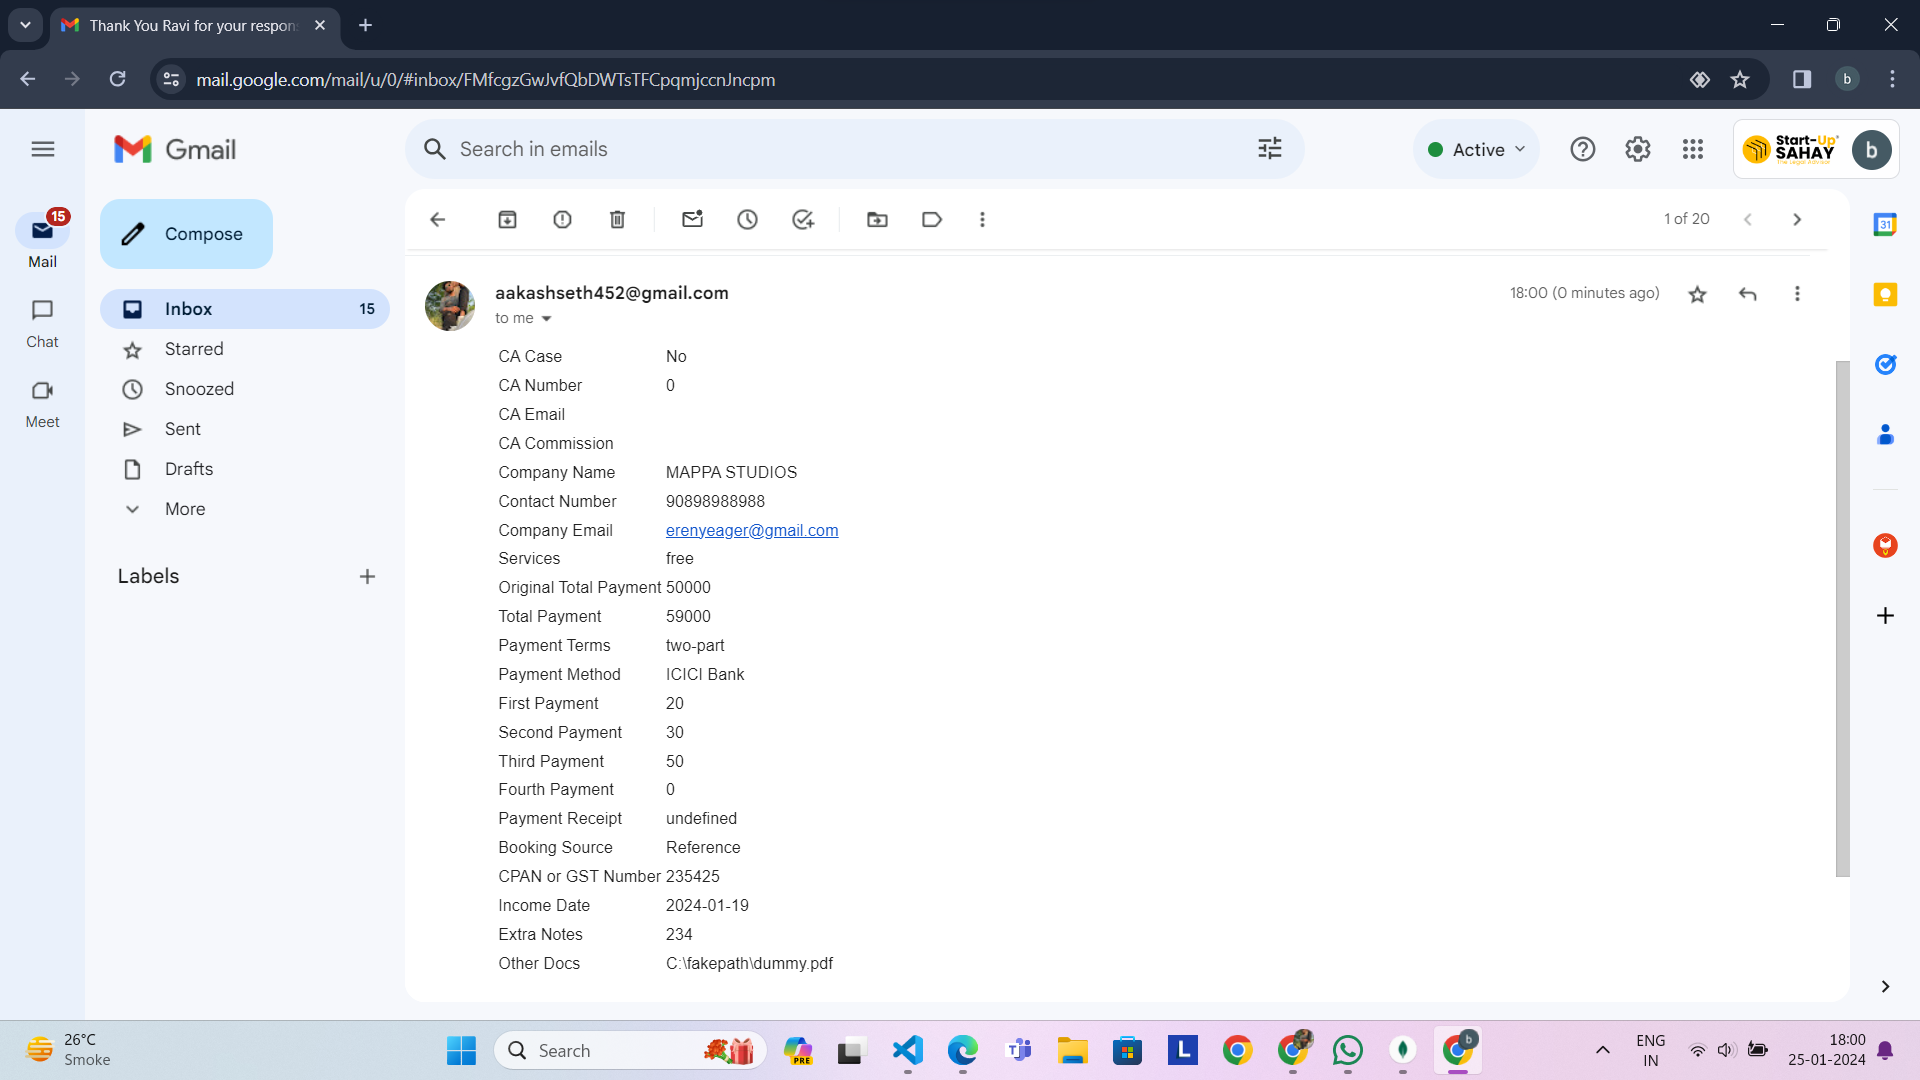 Thank You Ravi for your respon
mail.google.com/mail/u/0/#inbox/FMfcgzGwJvfQbDWTsTFCpqmjccnJncpm
b
Gmail
Search in emails
Active
Start-Up
SAHAY
b
15
Mail
Chat
Meet
Compose
Inbox 15
Starred
Snoozed
Sent
Drafts
More
Labels
1 of 20
31
aakashseth452@gmail.com
18:00 (0 minutes ago)
to me
CA Case No
CA Number 0
CA Email
CA Commission
Company Name MAPPA STUDIOS
Contact Number 90898988988
Company Email erenyeager@gmail.com
Services free
Original Total Payment 50000
Total Payment 59000
Payment Terms two-part
Payment Method ICICI Bank
First Payment 20
Second Payment 30
Third Payment 50
Fourth Payment 0
Payment Receipt undefined
Booking Source Reference
CPAN or GST Number 235425
Income Date 2024-01-19
Extra Notes 234
Other Docs C:\fakepath\dummy.pdf
26°C
Smoke
Search
PRE
L
b
ENG
IN
18:00
25-01-2024